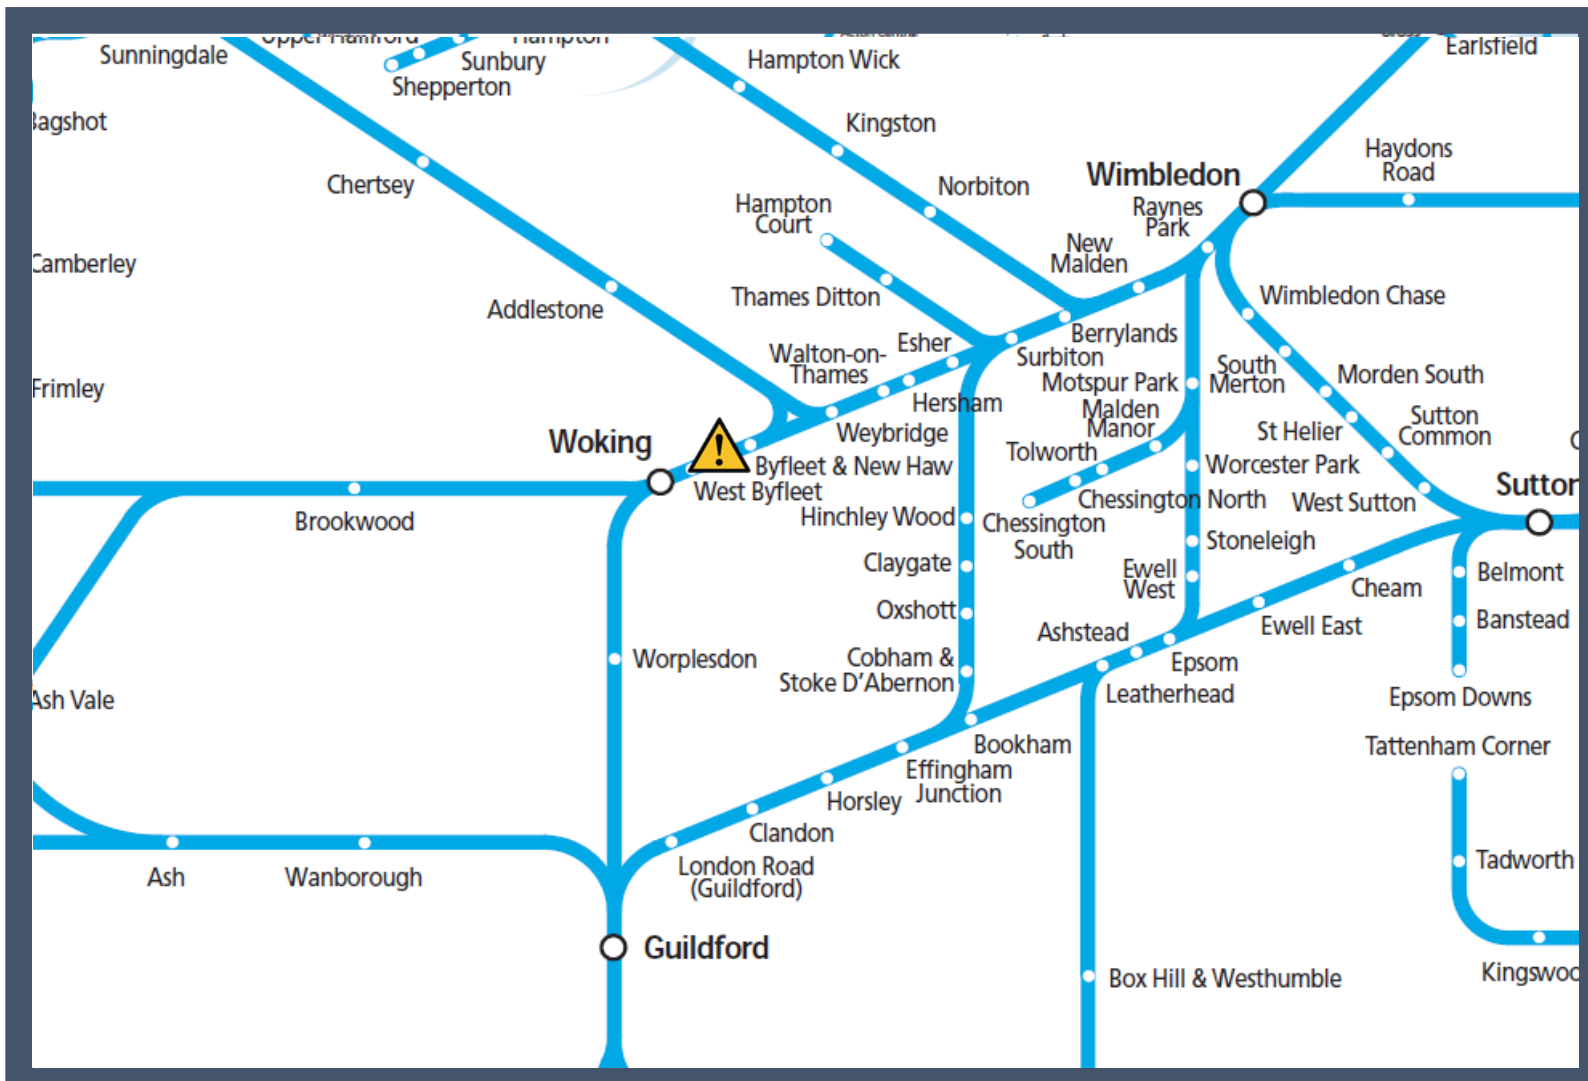 Sunningdale
Sunbury
Shepperton
Hampton
Hampton Wick
Earlsfield
Bagshot
Kingston
Chertsey
Norbiton
Wimbledon
Haydons
Road
Raynes
Park
Hampton
Court
New
Malden
Camberley
Thames Ditton
Wimbledon Chase
Addlestone
Esher
Berrylands
Walton-on-
Thames
Surbiton
South
Merton
Morden South
Frimley
Motspur Park
Hersham
Malden
Manor
St Helier
Sutton
Common
Woking
!
Weybridge
Tolworth
Byfleet & New Haw
Worcester Park
West Byfleet
Chessington North
West Sutton
Sutton
Brookwood
Hinchley Wood
Chessington
South
Stoneleigh
Claygate
Ewell
West
Belmont
Cheam
Oxshott
Ashstead
Ewell East
Banstead
Worplesdon
Cobham &
Stoke D'Abernon
Epsom
Leatherhead
Epsom Downs
Ash Vale
Bookham
Tattenham Corner
Effingham
Junction
Horsley
Clandon
London Road
(Guildford)
Tadworth
Ash
Wanborough
Guildford
Box Hill & Westhumble
Kingswoo